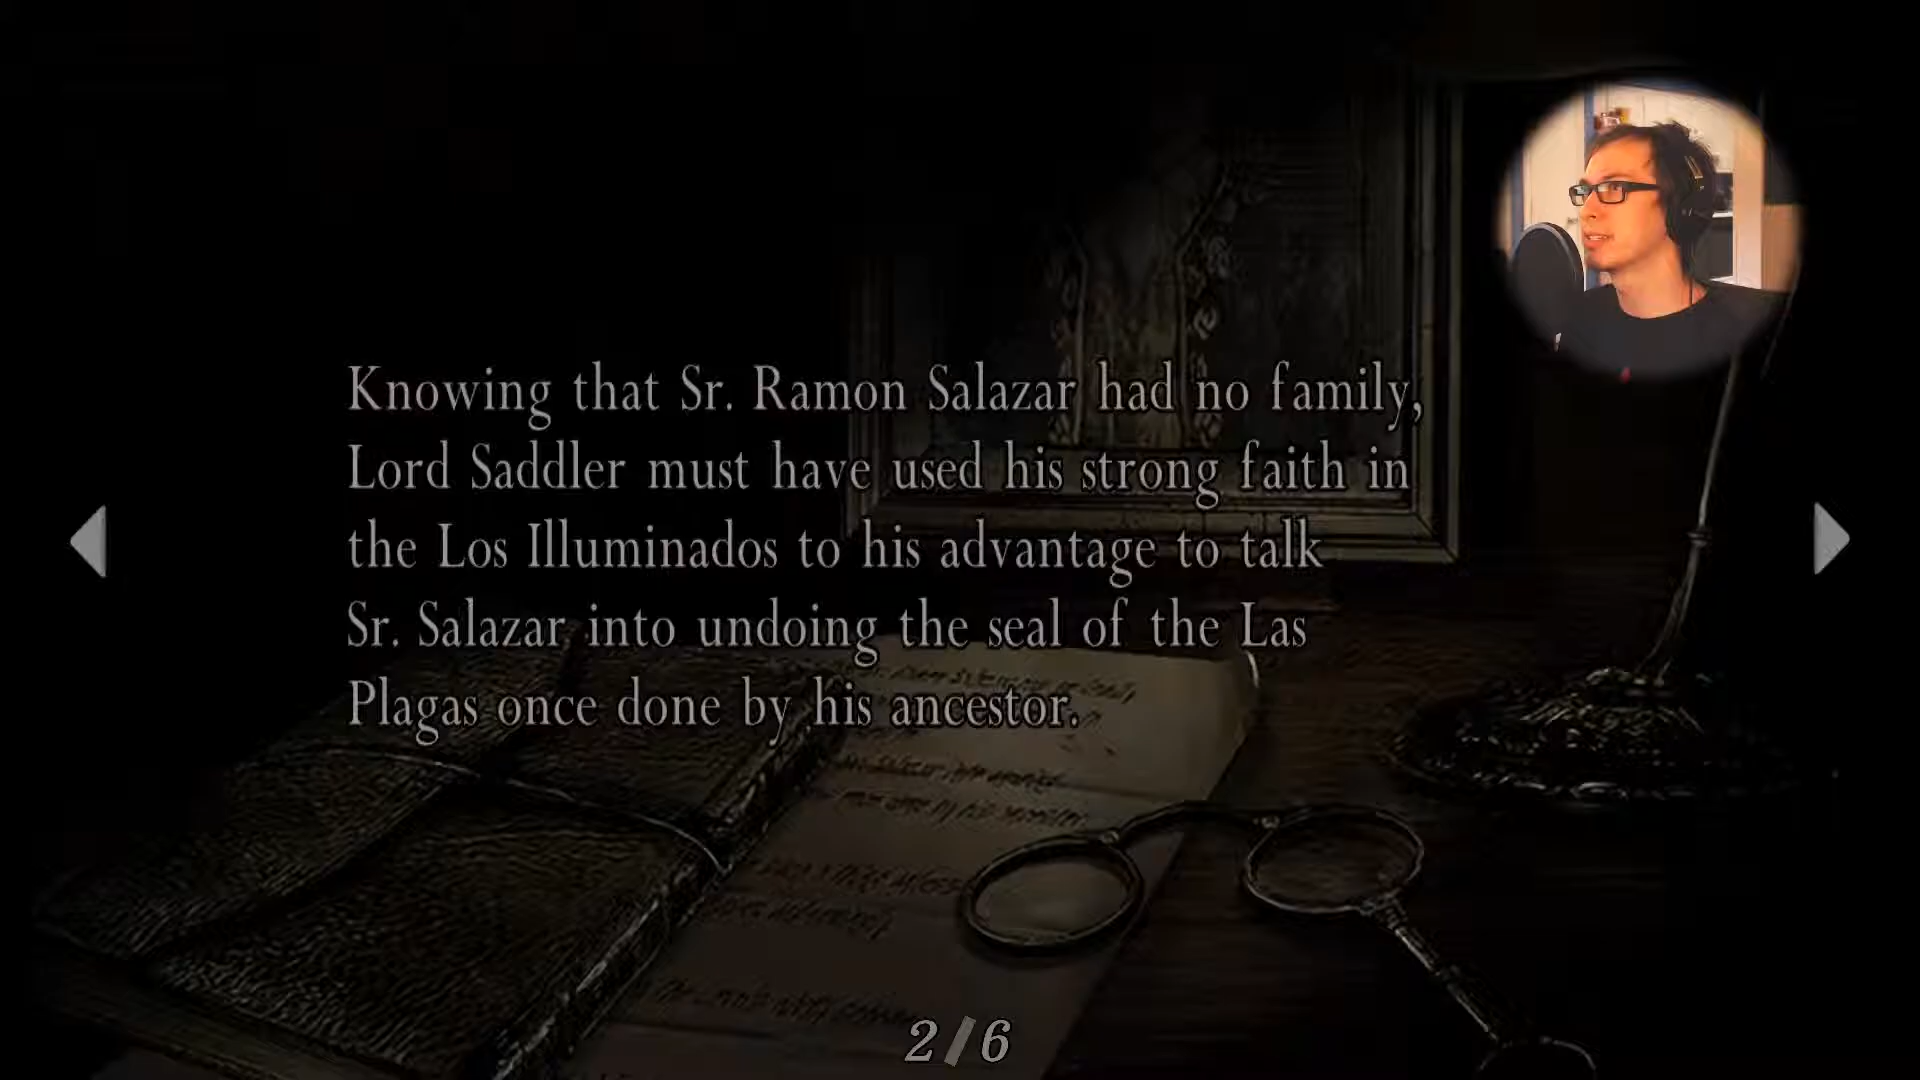 Knowing that Sr. Ramon Salazar had no family,
Lord Saddler must have used his strong faith in
the Los Illuminados to his advantage to talk
Sr. Salazar into undoing the seal of the Las
Plagas once done by his ancestor.
2/6